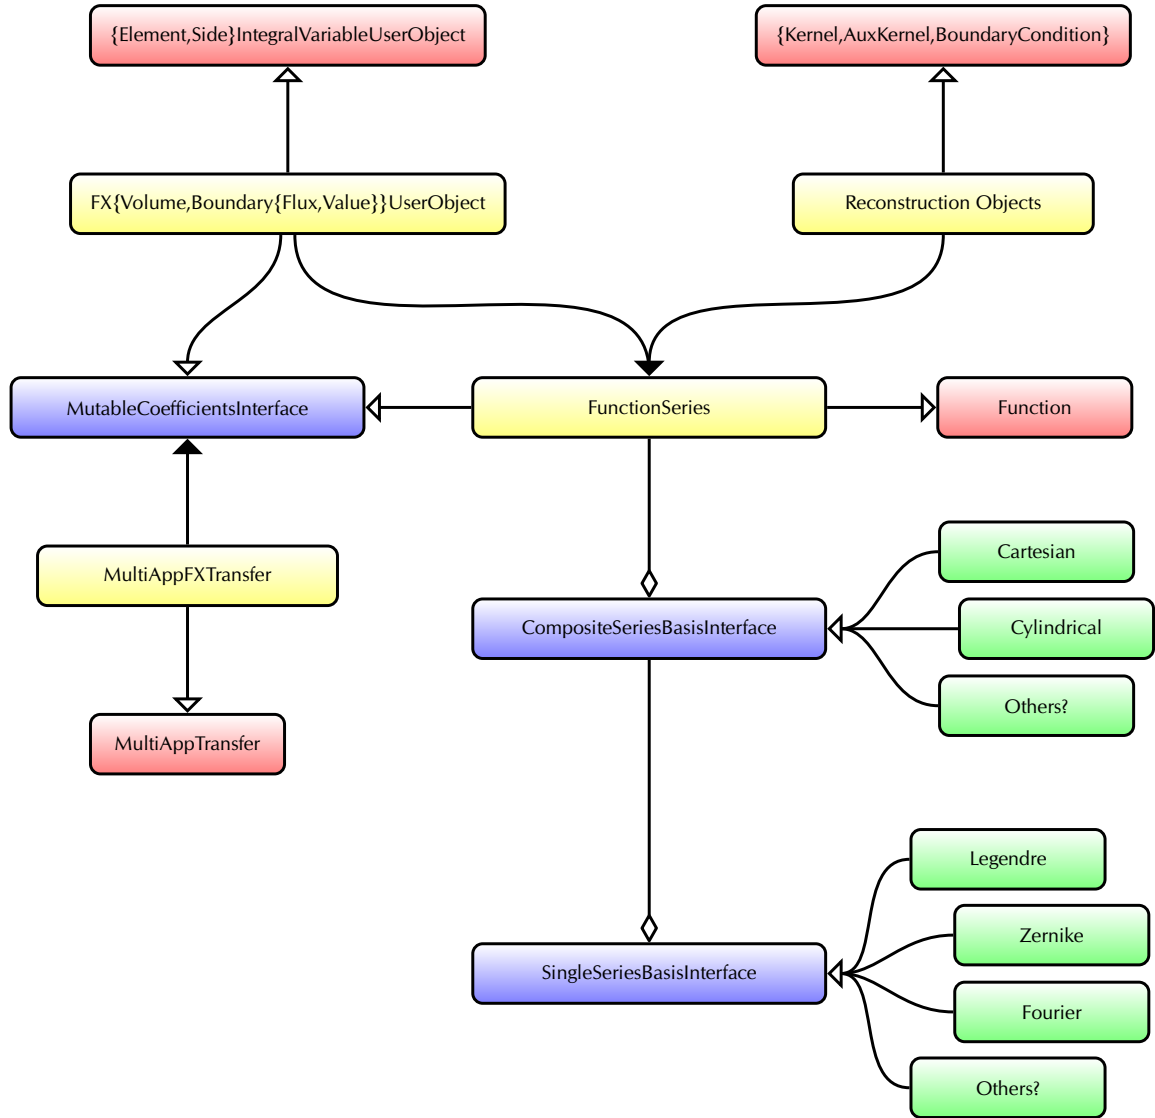 {Element,Side}IntegralVariableUserObject
{Kernel,AuxKernel,BoundaryCondition}
FX{Volume,Boundary{Flux,Value}}UserObject
Reconstruction Objects
MutableCoefficientsInterface
FunctionSeries
Function
Cartesian
MultiAppFXTransfer
CompositeSeriesBasisInterface
Cylindrical
Others?
MultiAppTransfer
Legendre
Zernike
SingleSeriesBasisInterface
Fourier
Others?